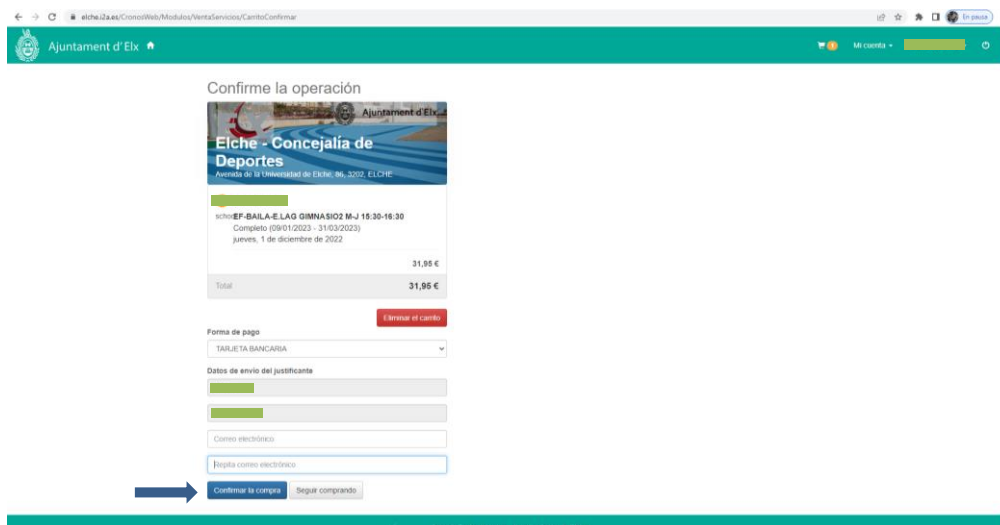 elche.i2a.es/CronosWeb/Modulos/VentaServicios/CarritoConfirmar
En pausa
Ajuntament d'Elx
1
Mi cuenta
Confirme la operación
Ajuntament d'Elx
Elche - Concejalía de
Deportes
Avenida de la Universidad de Elche, 86, 3202, ELCHE
EF-BAILA-E.LAG GIMNASIO2 M-J 15:30-16:30
Completo (09/01/2023 - 31/03/2023)
jueves, 1 de diciembre de 2022
31,95 €
Total 31,95 €
Eliminar el carrito
Forma de pago
TARJETA BANCARIA
Datos de envío del justificante
Correo electrónico
Repita correo electrónico
Confirmar la compra Seguir comprando